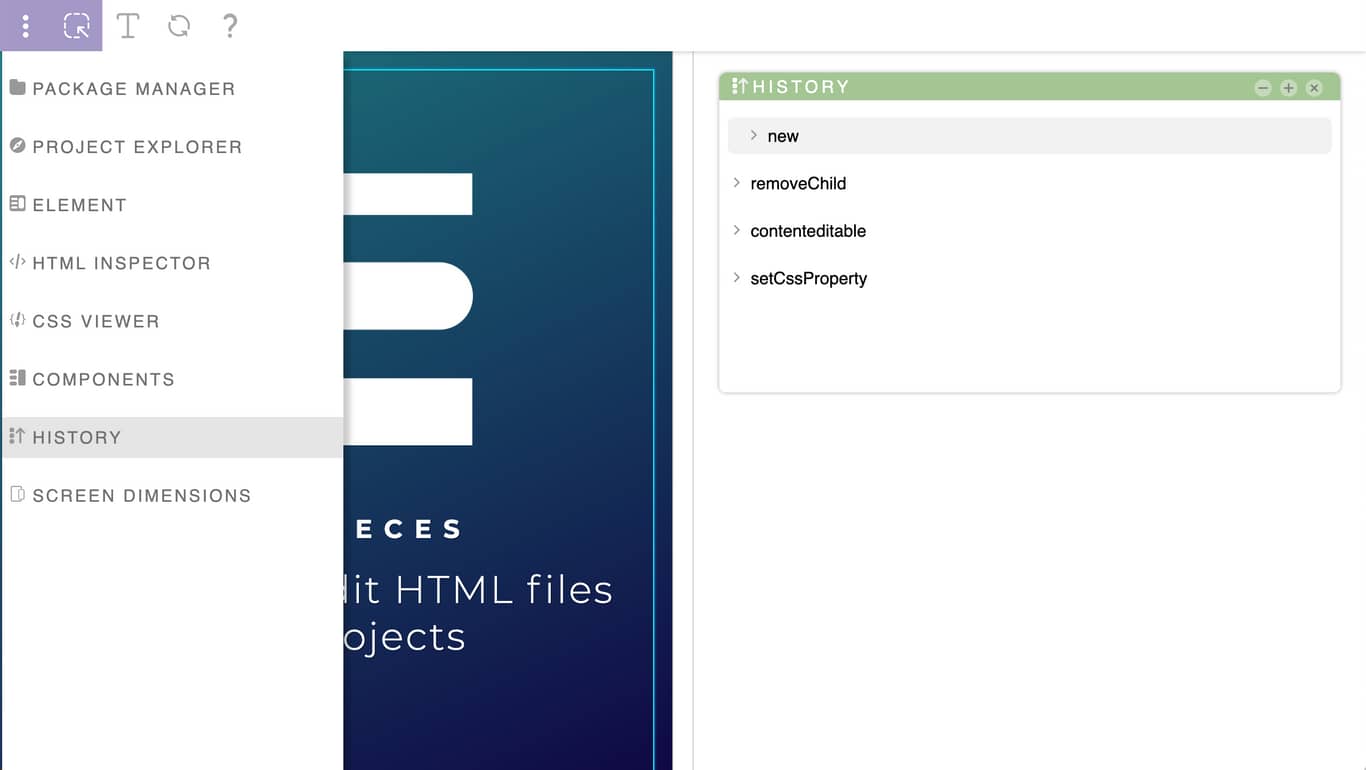 ?
PACKAGE MANAGER
PROJECT EXPLORER
ELEMENT
HTML INSPECTOR
CSS VIEWER
COMPONENTS
HISTORY
SCREEN DIMENSIONS
ECES
dit HTML files
ojects
HISTORY
new
removeChild
contenteditable
setCssProperty